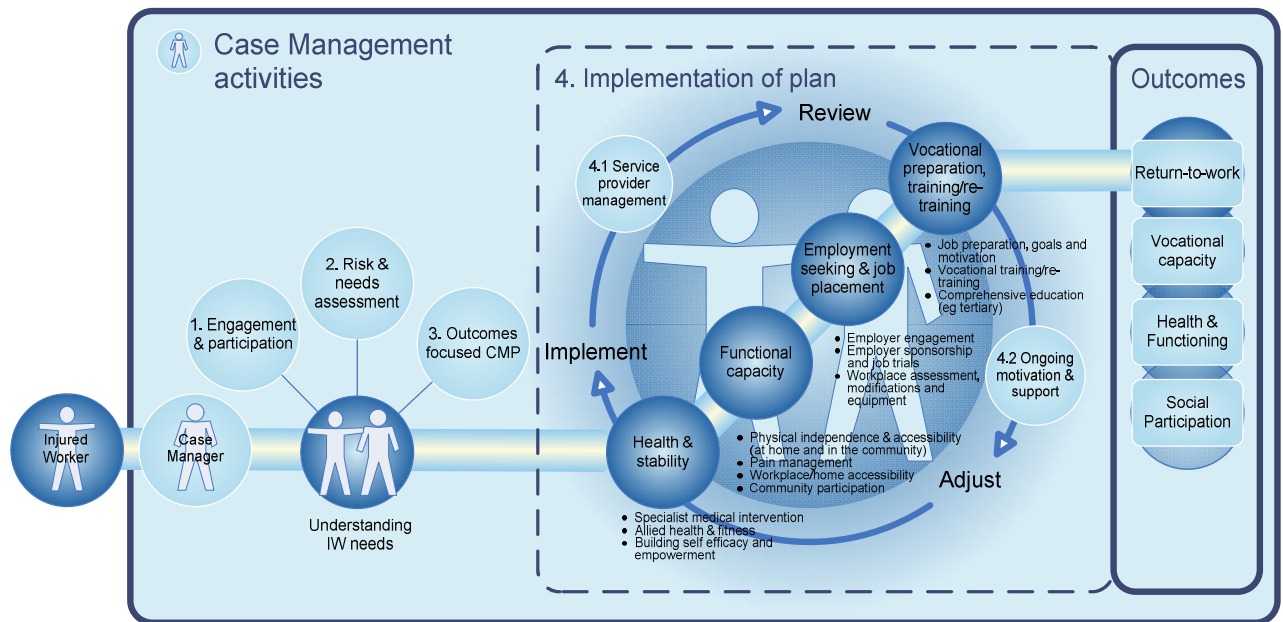 Case Management
activities
4. Implementation of plan
Outcomes
Review
4.1 Service
provider
management
Vocational
preparation,
training/re-
training
Return-to-work
• Job preparation, goals and
motivation
• Vocational training/re-
training
• Comprehensive education
(eg tertiary)
Employment
seeking & job
placement
Vocational
capacity
2. Risk &
needs
assessment
1. Engagement
& participation
3. Outcomes
focused CMP
Implement
Functional
capacity
• Employer engagement
• Employer sponsorship
and job trials
• Workplace assessment,
modifications and
equipment
4.2 Ongoing
motivation &
support
Health &
Functioning
Social
Participation
Injured
Worker
Case
Manager
Understanding
IW needs
Health &
stability
• Physical independence & accessibility
(at home and in the community)
• Pain management
• Workplace/home accessibility
• Community participation
Adjust
• Specialist medical intervention
• Allied health & fitness
• Building self efficacy and
empowerment